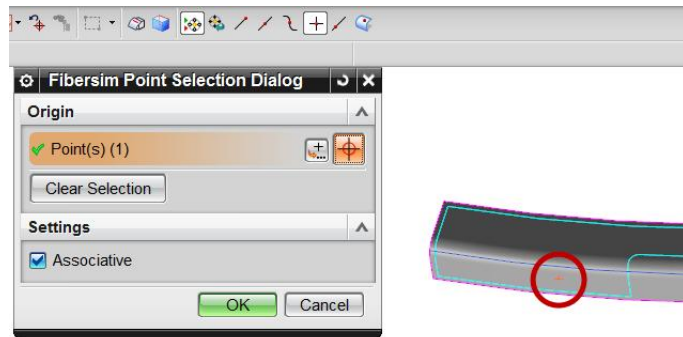 Fibersim Point Selection Dialog
Origin
Point(s) (1)
Clear Selection
Settings
Associative
OK Cancel